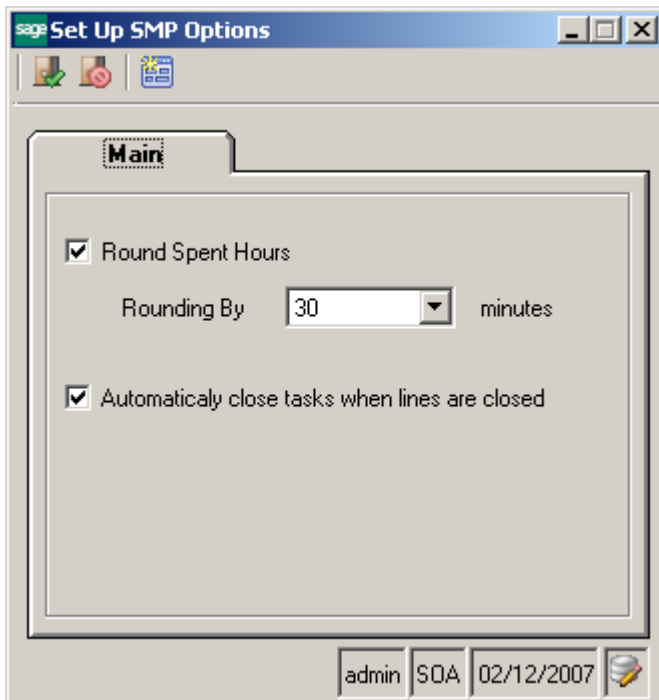 sage Set Up SMP Options
Main
Round Spent Hours
Rounding By 30 minutes
Automaticaly close tasks when lines are closed
admin SOA 02/12/2007